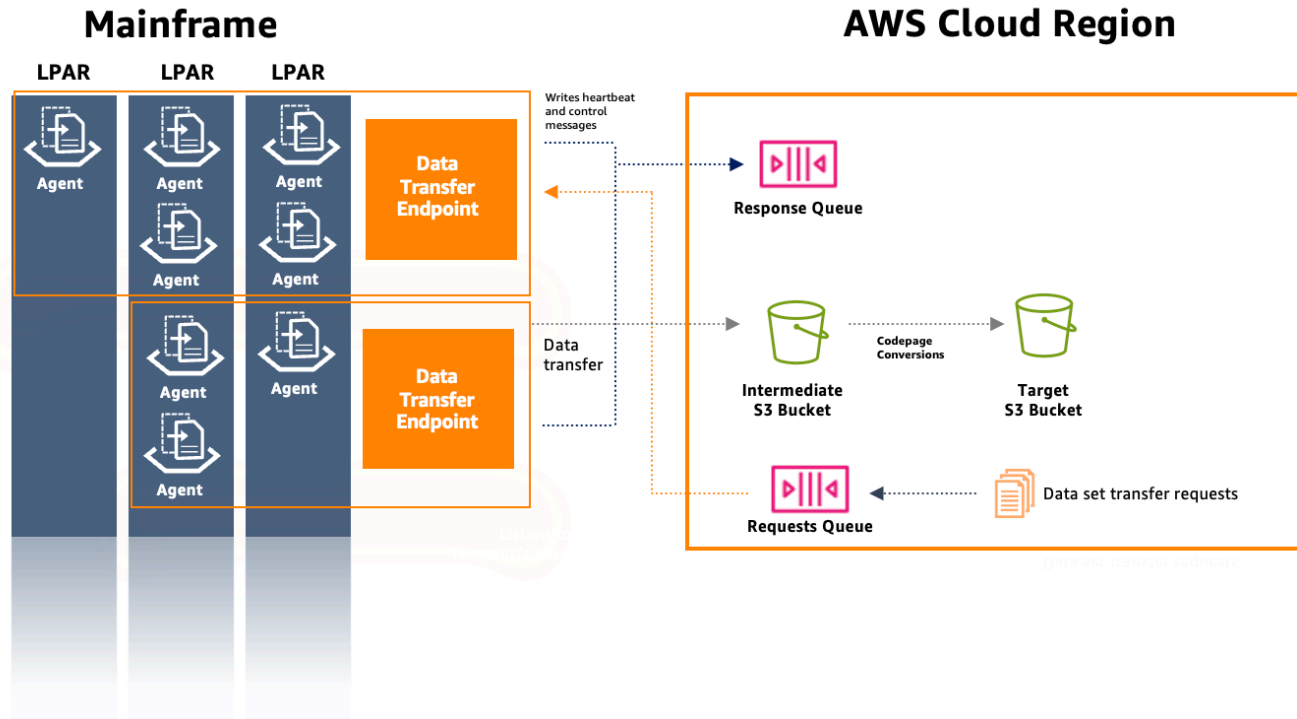 Mainframe
AWS Cloud Region
LPAR
LPAR
LPAR
Agent
Agent
Agent
Agent
Agent
Data
Transfer
Endpoint
Writes heartbeat
and control
messages
Response Queue
Agent
Agent
Agent
Data
Transfer
Endpoint
Data
transfer
Intermediate
S3 Bucket
Codepage
Conversions
Target
S3 Bucket
Requests Queue
Data set transfer requests